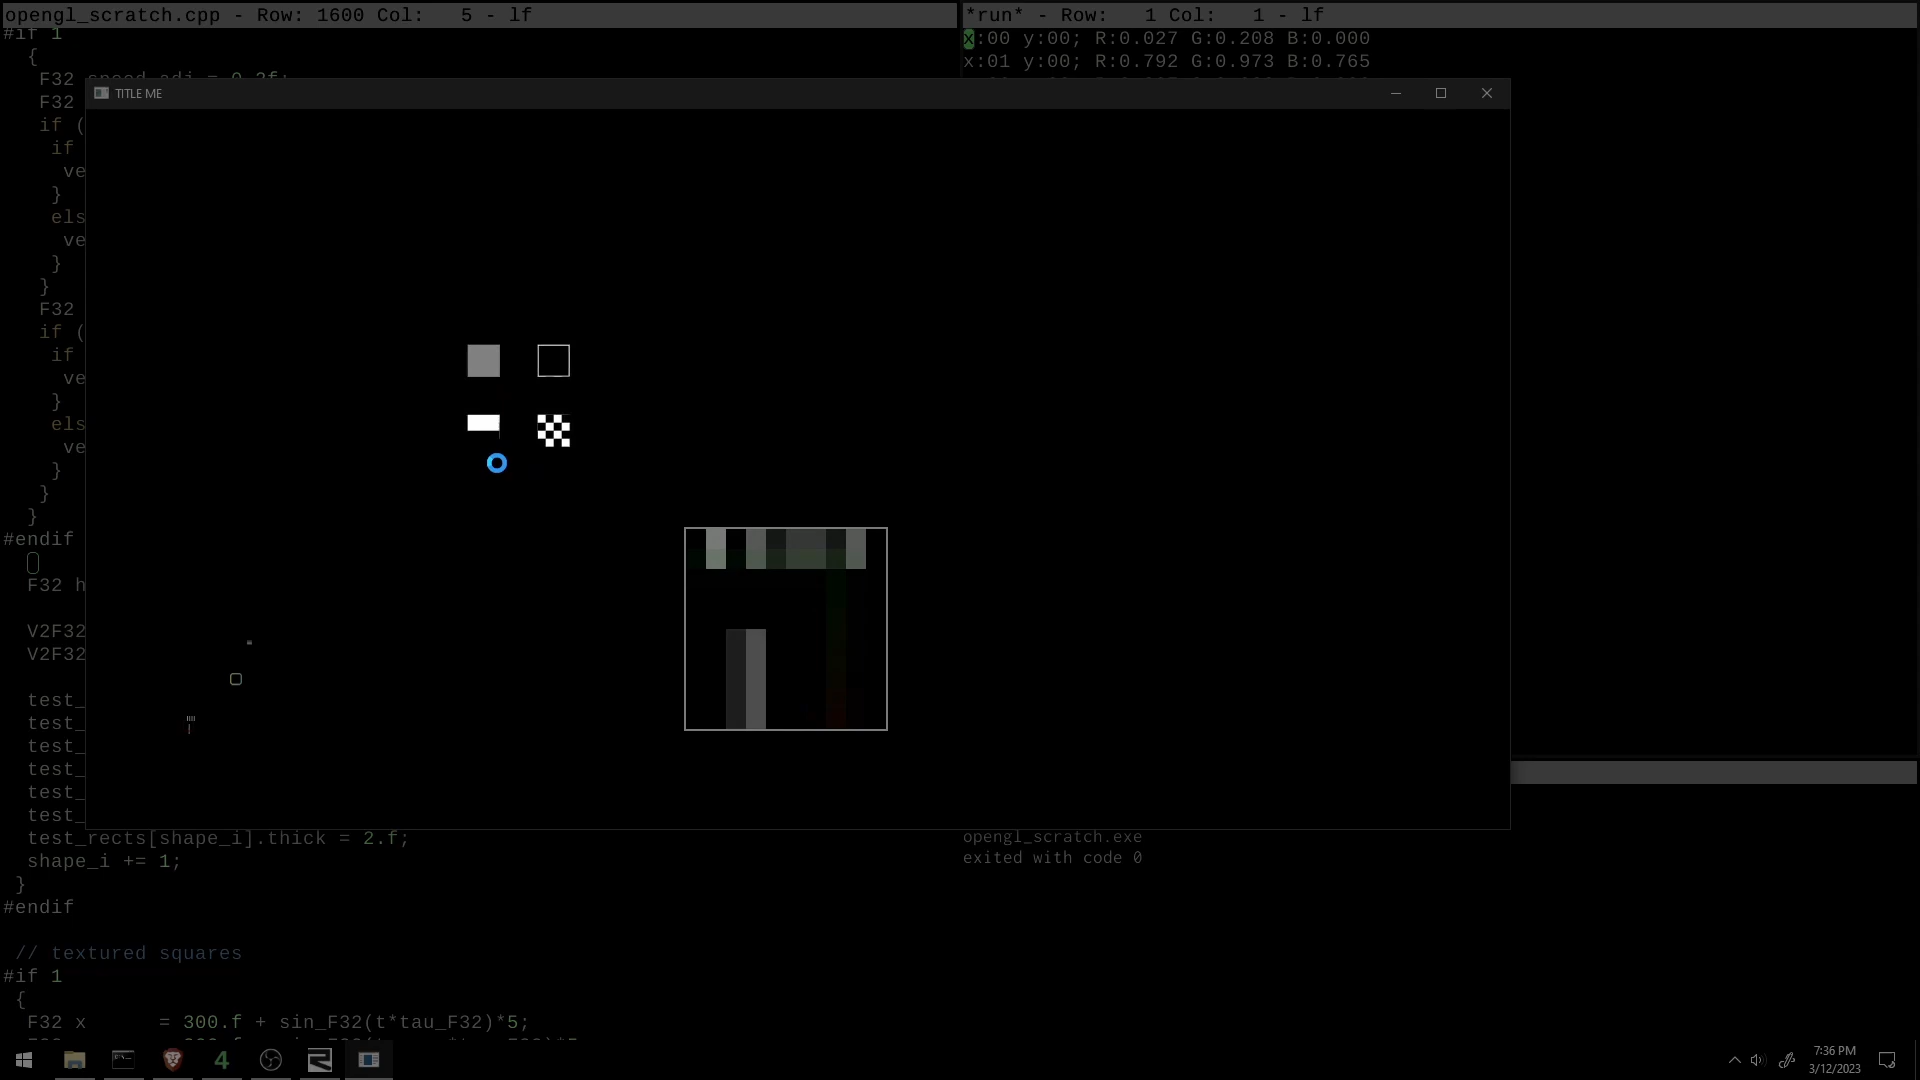 opengl_scratch.cpp - Row: 1600 Col:   5 - lf
#if 1
{
F32 speed_adj = 0.2f;
F32
if (
if
ve
}
els
ve
}
}
F32
if (
if
ve
}
els
ve
}
}
}
#endif
F32 h
V2F32
V2F32
test_
test_
test_
test_
test_
test_
test_rects[shape_i].thick = 2.f;
shape_i += 1;
}
#endif
// textured squares
#if 1
{
F32 x      = 300.f + sin_F32(t*tau_F32)*5;
*run* - Row:   1 Col:   1 - lf
x:00 y:00; R:0.027 G:0.208 B:0.000
x:01 y:00; R:0.792 G:0.973 B:0.765
TITLE ME
opengl_scratch.exe
exited with code 0
4
7:36 PM
3/12/2023